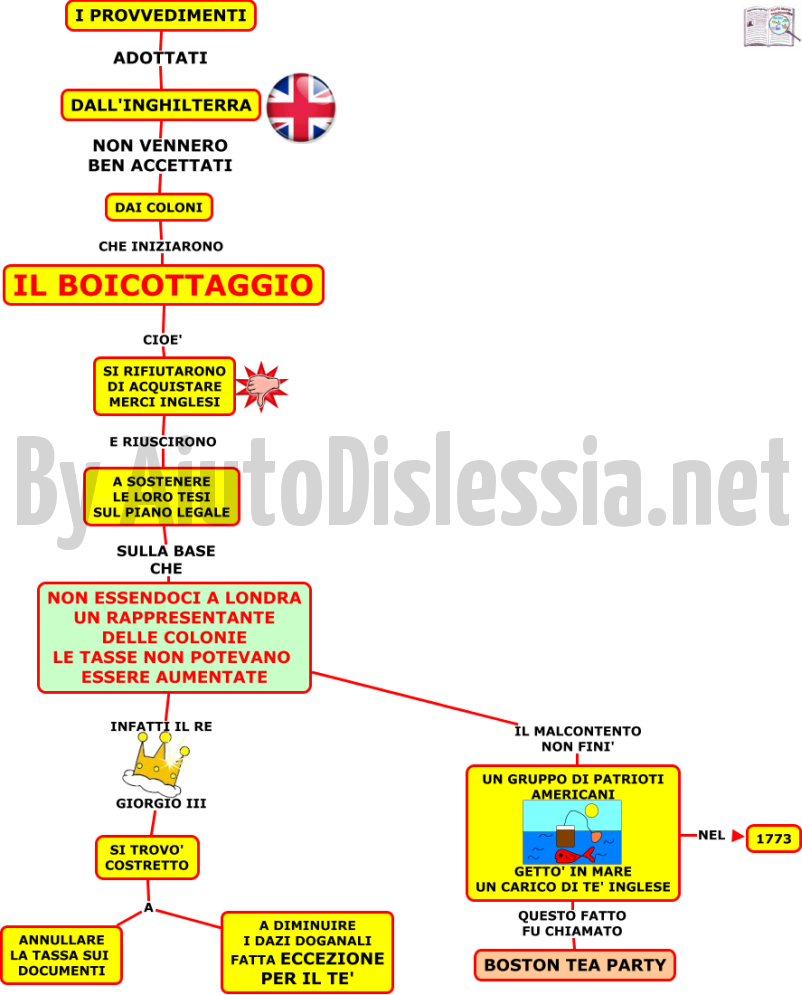 I PROVVEDIMENTI
ADOTTATI
DALL'INGHILTERRA
NON VENNERO
BEN ACCETTATI
DAI COLONI
CHE INIZIARONO
IL BOICOTTAGGIO
CIOE'
SI RIFIUTARONO
DI ACQUISTARE
MERCI INGLESI
E RIUSCIRONO
By AiutoDislessia.net
A SOSTENERE
LE LORO TESI
SUL PIANO LEGALE
SULLA BASE
CHE
NON ESSENDOCI A LONDRA
UN RAPPRESENTANTE
DELLE COLONIE
LE TASSE NON POTEVANO
ESSERE AUMENTATE
INFATTI IL RE
GIORGIO III
SI TROVO'
COSTRETTO
A
ANNULLARE
LA TASSA SUI
DOCUMENTI
A DIMINUIRE
I DAZI DOGANALI
FATTA ECCEZIONE
PER IL TE'
IL MALCONTENTO
NON FINI'
UN GRUPPO DI PATRIOTI
AMERICANI
GETTO' IN MARE
UN CARICO DI TE' INGLESE
NEL
1773
QUESTO FATTO
FU CHIAMATO
BOSTON TEA PARTY